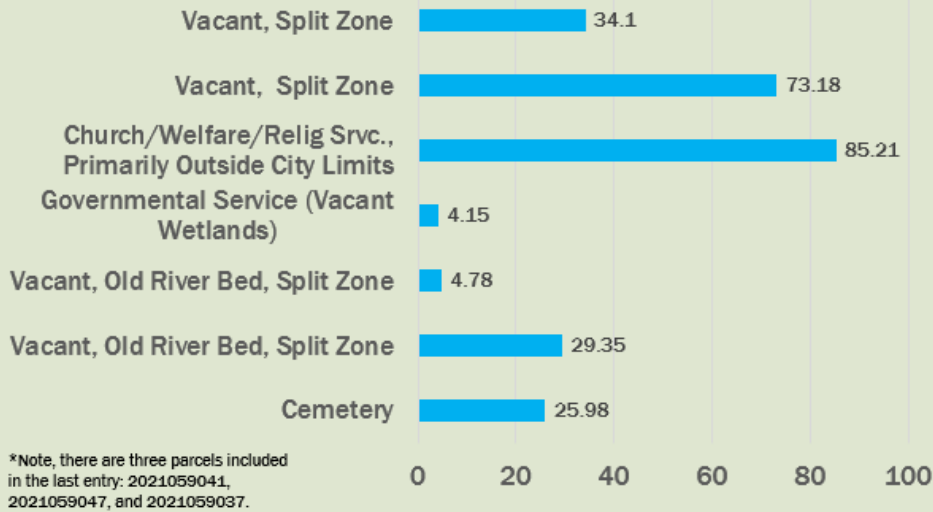 Vacant, Split Zone
34.1
Vacant, Split Zone
73.18
Church/Welfare/Relig Srvc.,
Primarily Outside City Limits
85.21
Governmental Service (Vacant
Wetlands)
4.15
Vacant, Old River Bed, Split Zone
4.78
Vacant, Old River Bed, Split Zone
29.35
Cemetery
25.98
*Note, there are three parcels included
in the last entry: 2021059041,
2021059047, and 2021059037.
0 20 40 60 80 100